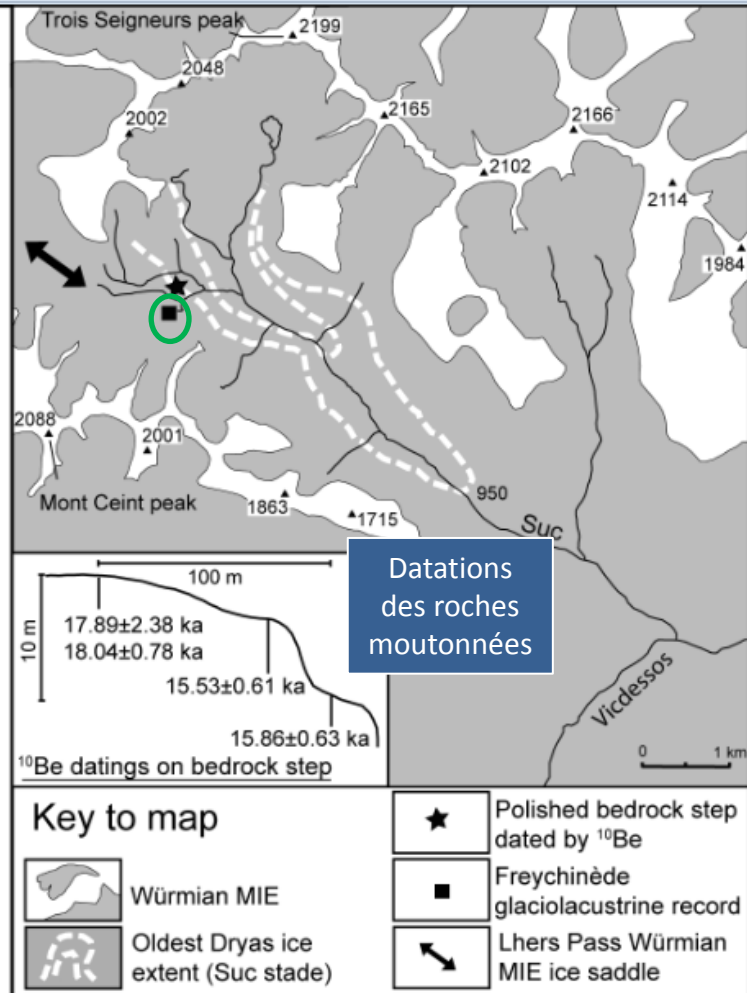 Trois Seigneurs peak
2199
2048
2002
2165
2166
2102
2114
1984
2088
2001
Mont Ceint peak
1863
1715
950
Suc
Vicdessos
0 1 km
Datations
des roches
moutonnées
100 m
10 m
17.89±2.38 ka
18.04±0.78 ka
15.53±0.61 ka
15.86±0.63 ka
¹⁰Be datings on bedrock step
Key to map
Würmian MIE
Oldest Dryas ice
extent (Suc stade)
Polished bedrock step
dated by ¹⁰Be
Freychinède
glaciolacustrine record
Lhers Pass Würmian
MIE ice saddle